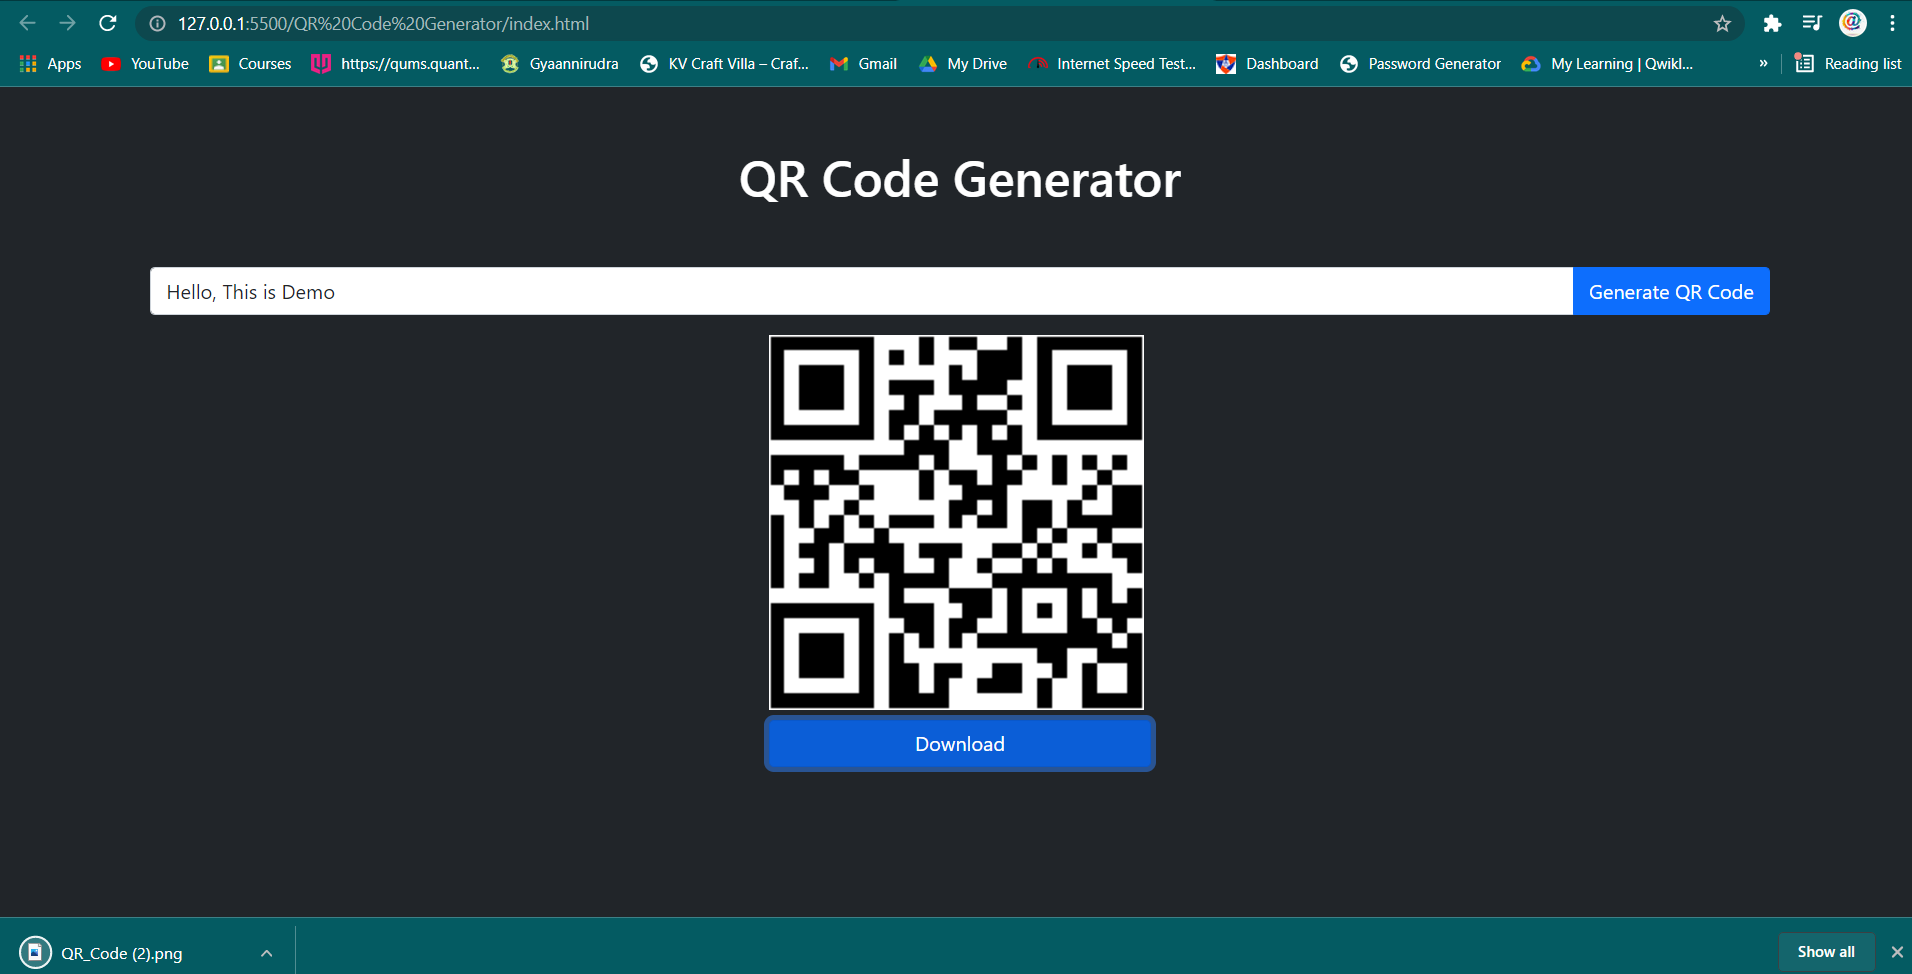 127.0.0.1:5500/QR%20Code%20Generator/index.html
Apps YouTube Courses https://qums.quant... Gyaannirudra KV Craft Villa – Craf... Gmail My Drive Internet Speed Test... Dashboard Password Generator My Learning | Qwikl... » Reading list
QR Code Generator
Hello, This is Demo Generate QR Code
Download
QR_Code (2).png Show all